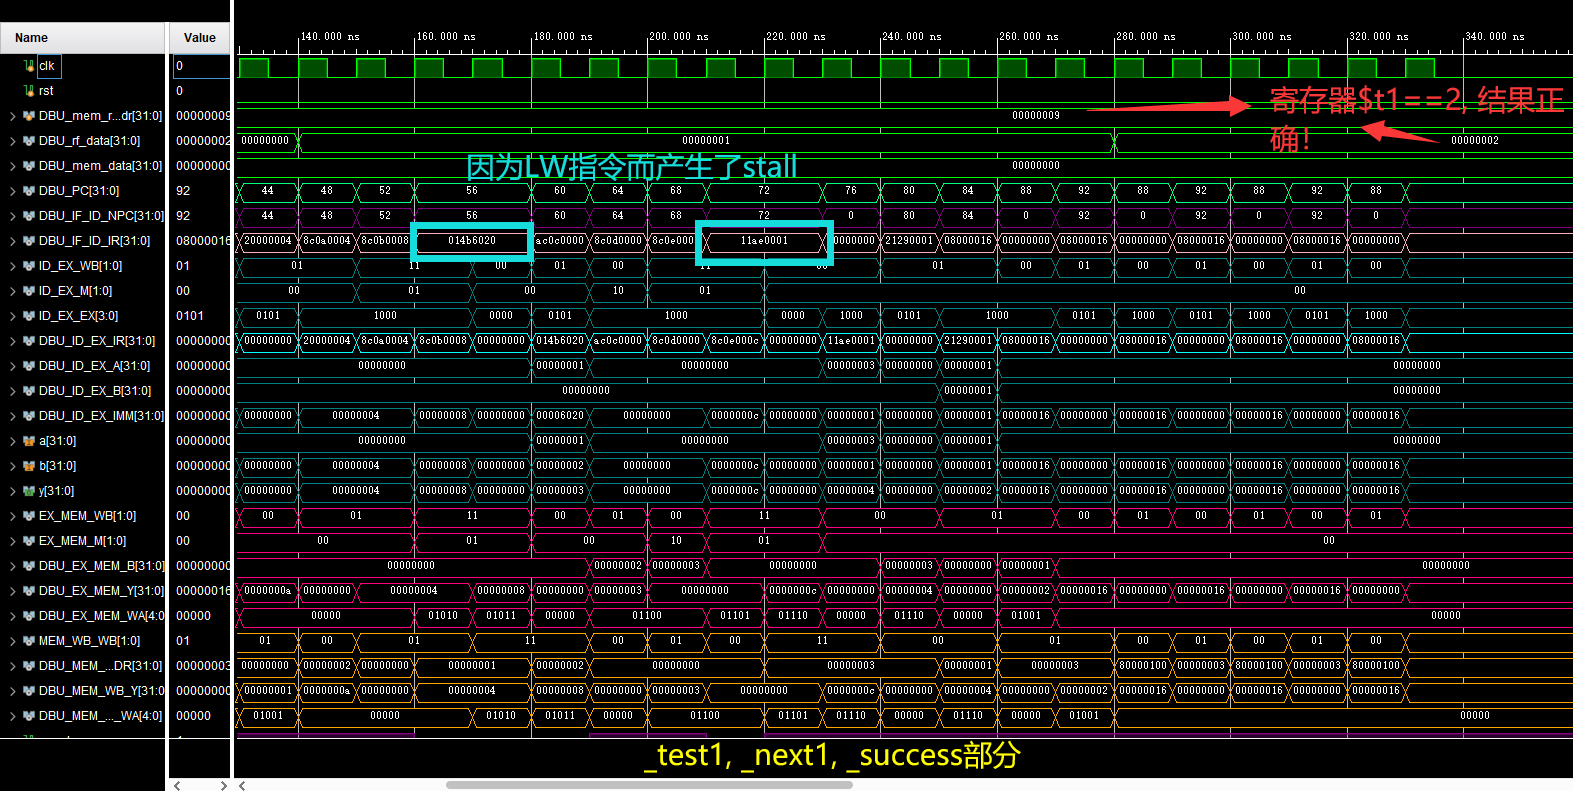 Name Value
140.000 ns 160.000 ns 180.000 ns 200.000 ns 220.000 ns 240.000 ns 260.000 ns 280.000 ns 300.000 ns 320.000 ns 340.000 ns
clk 0
rst 0
寄存器$t1==2, 结果正
确!
DBU_mem_r...dr[31:0] 00000009 00000009
DBU_rf_data[31:0] 00000002 00000000 00000001 00000002
因为LW指令而产生了stall
DBU_mem_data[31:0] 00000000 00000000
DBU_PC[31:0] 92 44 48 52 56 60 64 68 72 76 80 84 88 92 88 92 88 92 88
DBU_IF_ID_NPC[31:0] 92 44 48 52 56 60 64 68 72 0 80 84 0 92 0 92 0 92 0
DBU_IF_ID_IR[31:0] 08000016 20000004 8c0a0004 8c0b0008 014b6020 ac0c0000 8c0d0000 8c0e000 11ae0001 00000000 21290001 08000016 00000000 08000016 00000000 08000016 00000000 08000016 00000000
ID_EX_WB[1:0] 01 01 11 00 01 00 11 00 01 00 01 00 01 00 01 00
ID_EX_M[1:0] 00 00 01 00 10 01 00
ID_EX_EX[3:0] 0101 0101 1000 0000 0101 1000 0000 1000 0101 1000 0101 1000 0101 1000 0101 1000
DBU_ID_EX_IR[31:0] 00000000 00000000 20000004 8c0a0004 8c0b0008 00000000 014b6020 ac0c0000 8c0d0000 8c0e000c 00000000 11ae0001 00000000 21290001 08000016 00000000 08000016 00000000 08000016 00000000 08000016
DBU_ID_EX_A[31:0] 00000000 00000000 00000001 00000000 00000003 00000000 00000001 00000000
DBU_ID_EX_B[31:0] 00000000 00000000 00000001 00000000
DBU_ID_EX_IMM[31:0] 00000000 00000000 00000004 00000008 00000000 00006020 00000000 0000000c 00000000 00000001 00000000 00000001 00000016 00000000 00000016 00000000 00000016 00000000 00000016
a[31:0] 00000000 00000000 00000001 00000000 00000003 00000000 00000001 00000000
b[31:0] 00000000 00000000 00000004 00000008 00000000 00000002 00000000 0000000c 00000000 00000001 00000000 00000001 00000016 00000000 00000016 00000000 00000016 00000000 00000016
y[31:0] 00000000 00000000 00000004 00000008 00000000 00000003 00000000 0000000c 00000000 00000004 00000000 00000002 00000016 00000000 00000016 00000000 00000016 00000000 00000016
EX_MEM_WB[1:0] 00 00 01 11 00 01 00 11 00 01 00 01 00 01 00 01
EX_MEM_M[1:0] 00 00 01 00 10 01 00
DBU_EX_MEM_B[31:0] 00000000 00000000 00000002 00000003 00000000 00000003 00000000 00000001 00000000
DBU_EX_MEM_Y[31:0] 00000016 0000000a 00000000 00000004 00000008 00000000 00000003 00000000 0000000c 00000000 00000004 00000000 00000002 00000016 00000000 00000016 00000000 00000016 00000000
DBU_EX_MEM_WA[4:0 00000 00000 01010 01011 00000 01100 01101 01110 00000 01110 00000 01001 00000
MEM_WB_WB[1:0] 01 01 00 01 11 00 01 00 11 00 01 00 01 00 01 00
DBU_MEM_...DR[31:0] 00000003 00000000 00000002 00000000 00000001 00000002 00000000 00000003 00000001 00000003 80000100 00000003 80000100 00000003 80000100
DBU_MEM_WB_Y[31:0 00000000 00000001 0000000a 00000000 00000004 00000008 00000000 00000003 00000000 0000000c 00000000 00000004 00000000 00000002 00000016 00000000 00000016 00000000 00000016
DBU_MEM_..._WA[4:0] 00000 01001 00000 01010 01011 00000 01100 01101 01110 00000 01110 00000 01001 00000
_test1, _next1, _success部分